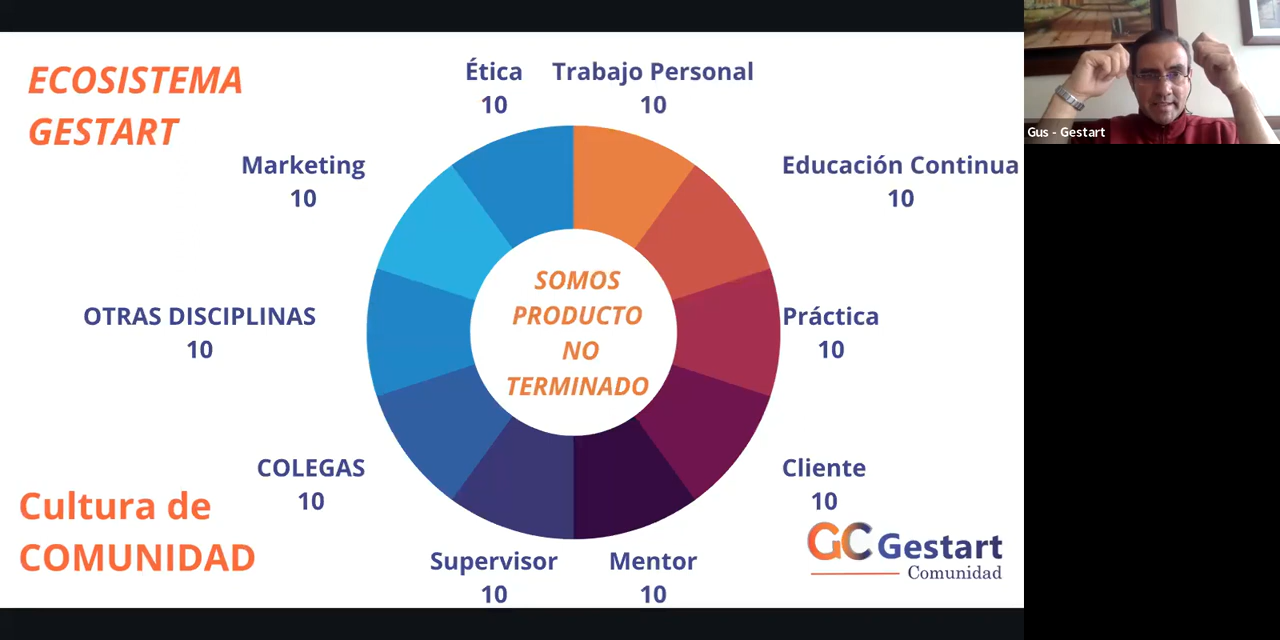 ECOSISTEMA
GESTART
Ética
10
Trabajo Personal
10
Marketing
10
Educación Continua
10
OTRAS DISCIPLINAS
10
SOMOS
PRODUCTO
NO
TERMINADO
Práctica
10
COLEGAS
10
Cliente
10
Cultura de
COMUNIDAD
Supervisor
10
Mentor
10
GC Gestart
Comunidad
Gus - Gestart